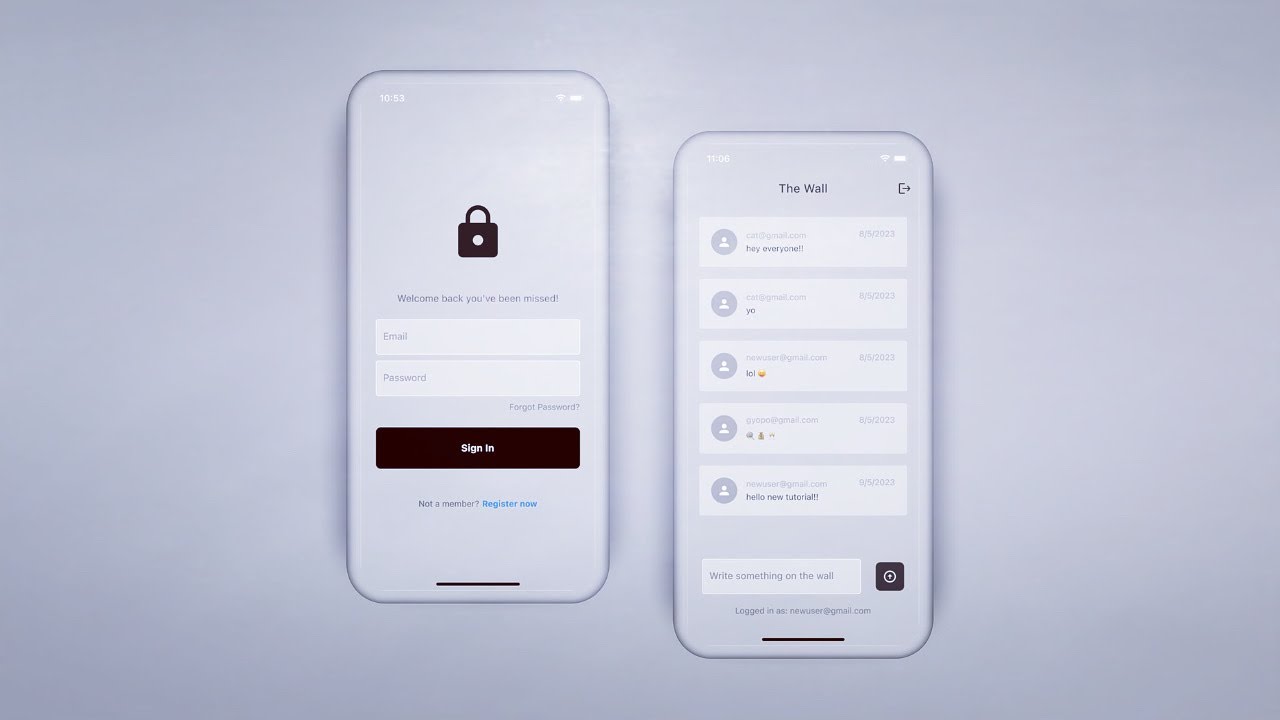 10:53
Welcome back you've been missed!
Email
Password
Forgot Password?
Sign In
Not a member? Register now
11:06
The Wall
cat@gmail.com 8/5/2023
hey everyone!!
cat@gmail.com 8/5/2023
yo
newuser@gmail.com 8/5/2023
lol 😝
gyopo@gmail.com 8/5/2023
newuser@gmail.com 9/5/2023
hello new tutorial!!
Write something on the wall
Logged in as: newuser@gmail.com